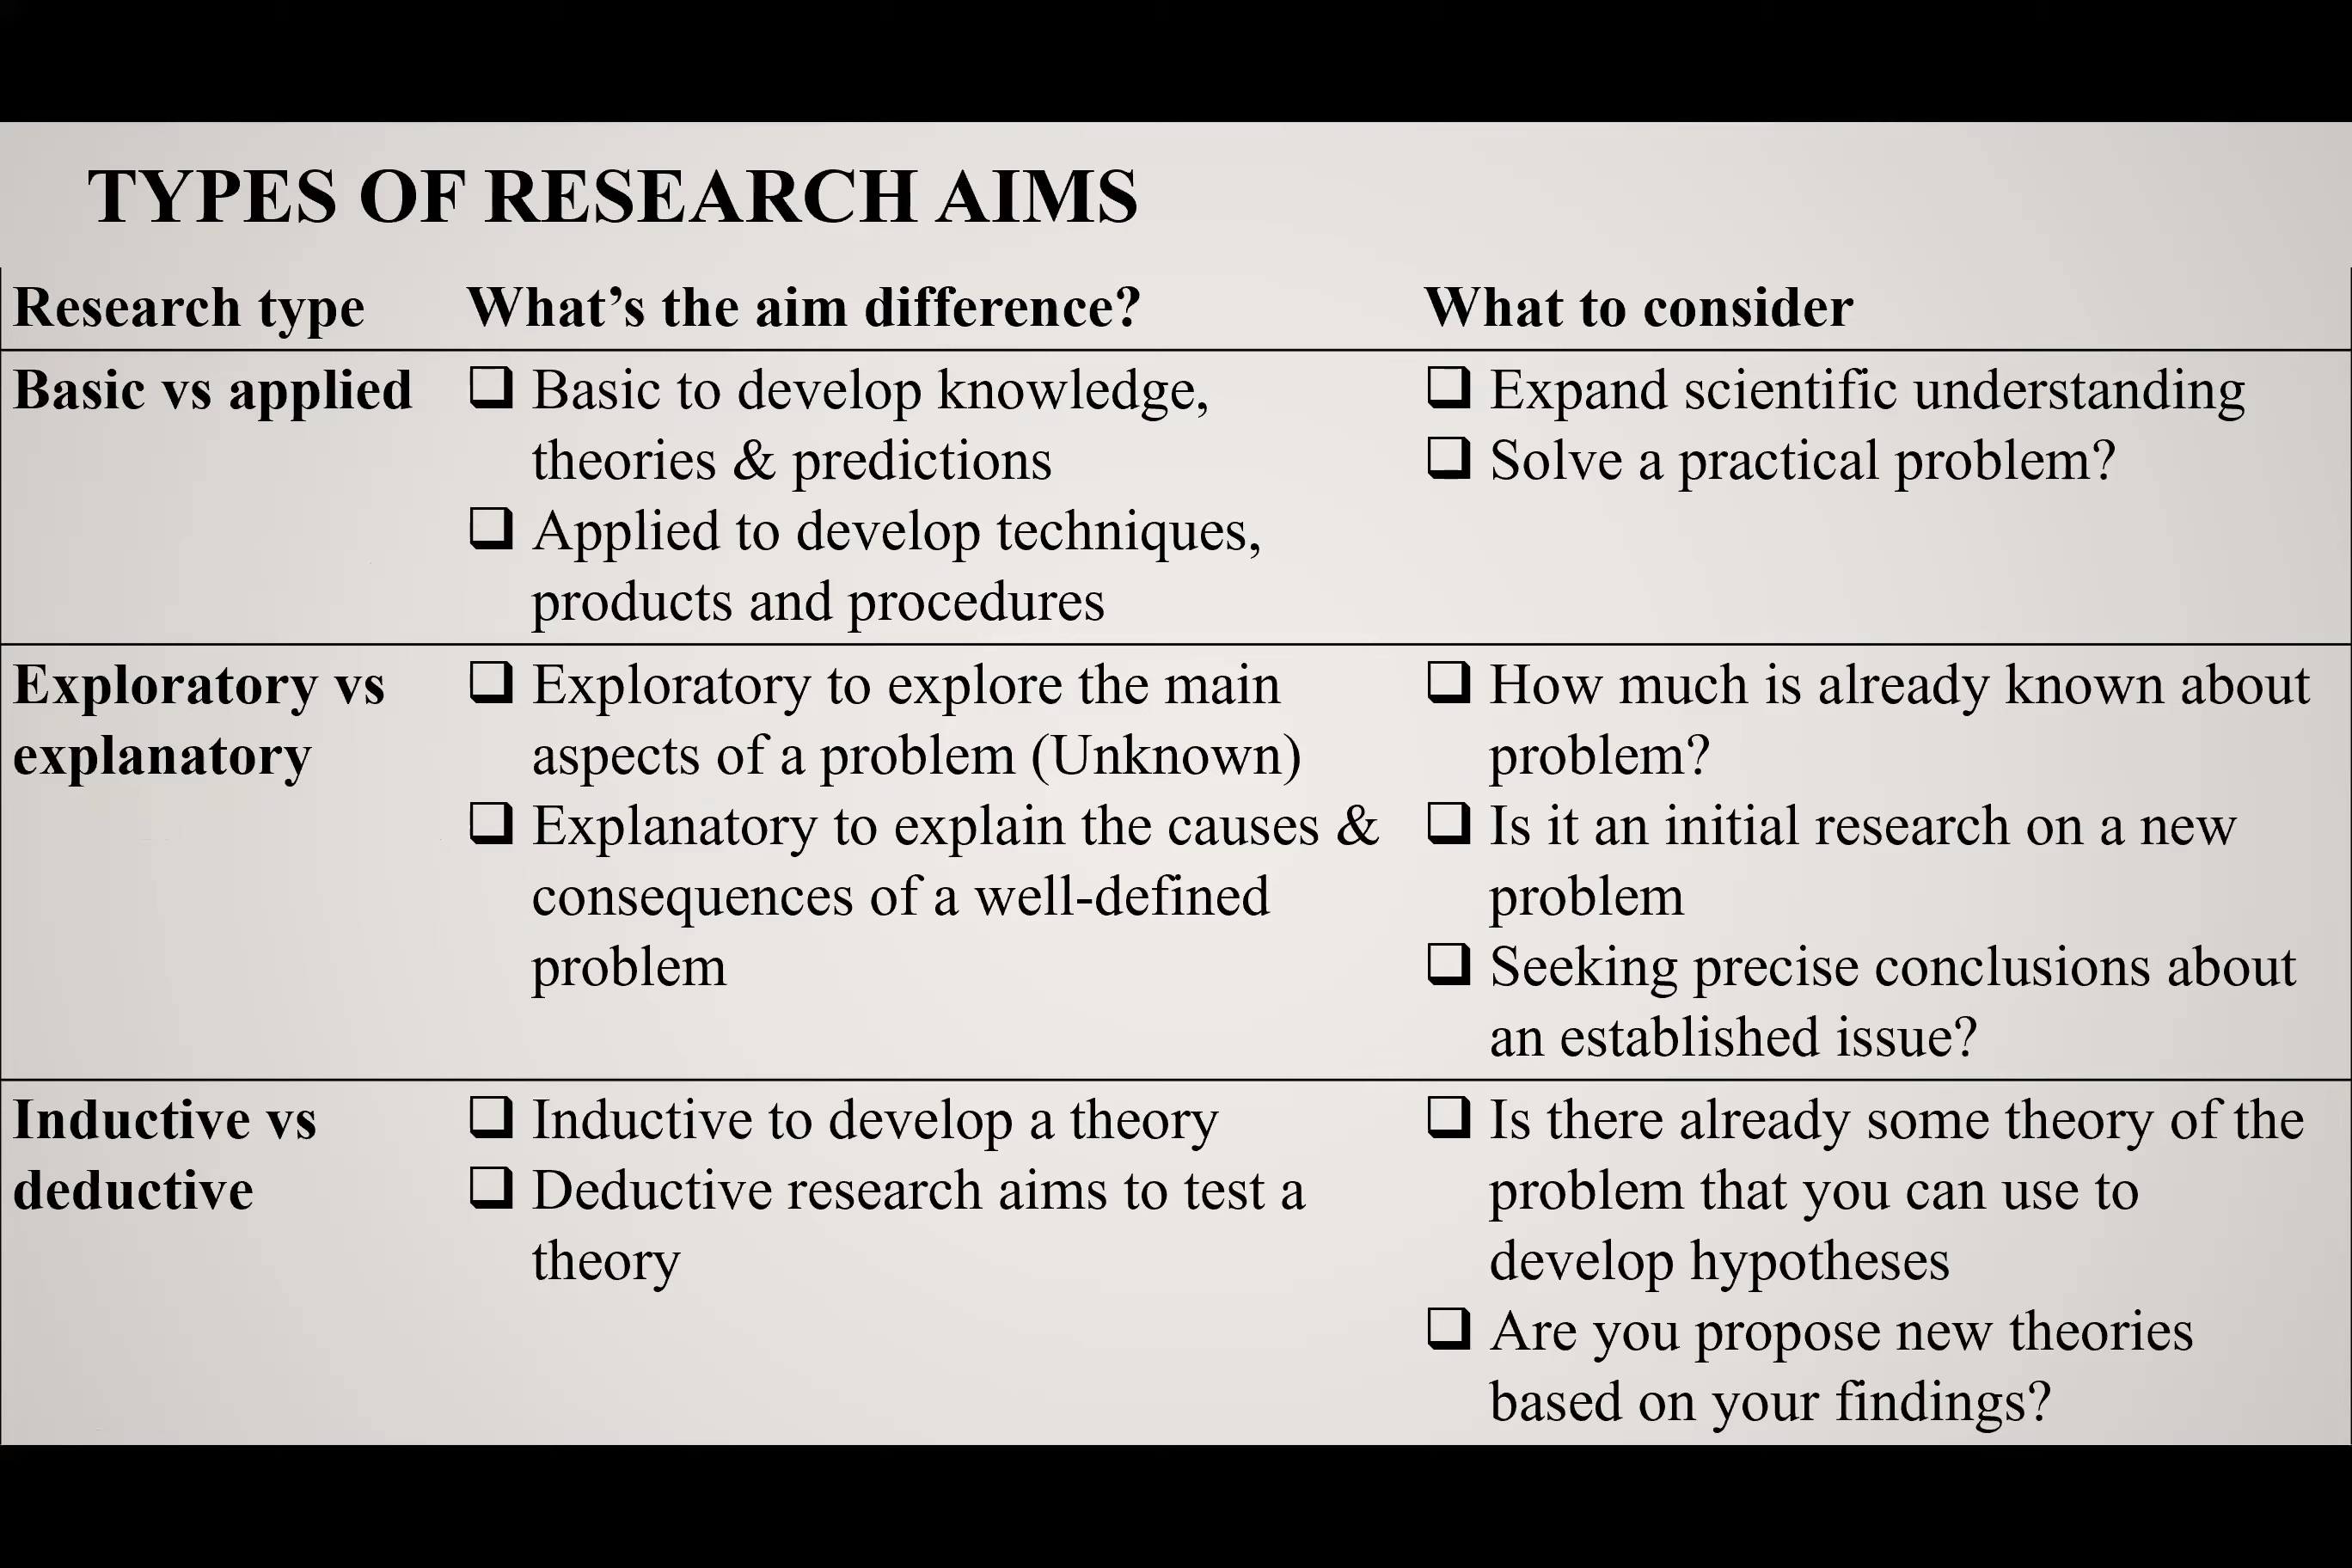 TYPES OF RESEARCH AIMS
Research type
What's the aim difference?
What to consider
Basic vs applied
❑ Basic to develop knowledge,
theories & predictions
❑ Applied to develop techniques,
products and procedures
❑ Expand scientific understanding
❑ Solve a practical problem?
Exploratory vs
explanatory
❑ Exploratory to explore the main
aspects of a problem (Unknown)
❑ Explanatory to explain the causes &
consequences of a well-defined
problem
❑ How much is already known about
problem?
❑ Is it an initial research on a new
problem
❑ Seeking precise conclusions about
an established issue?
Inductive vs
deductive
❑ Inductive to develop a theory
❑ Deductive research aims to test a
theory
❑ Is there already some theory of the
problem that you can use to
develop hypotheses
❑ Are you propose new theories
based on your findings?